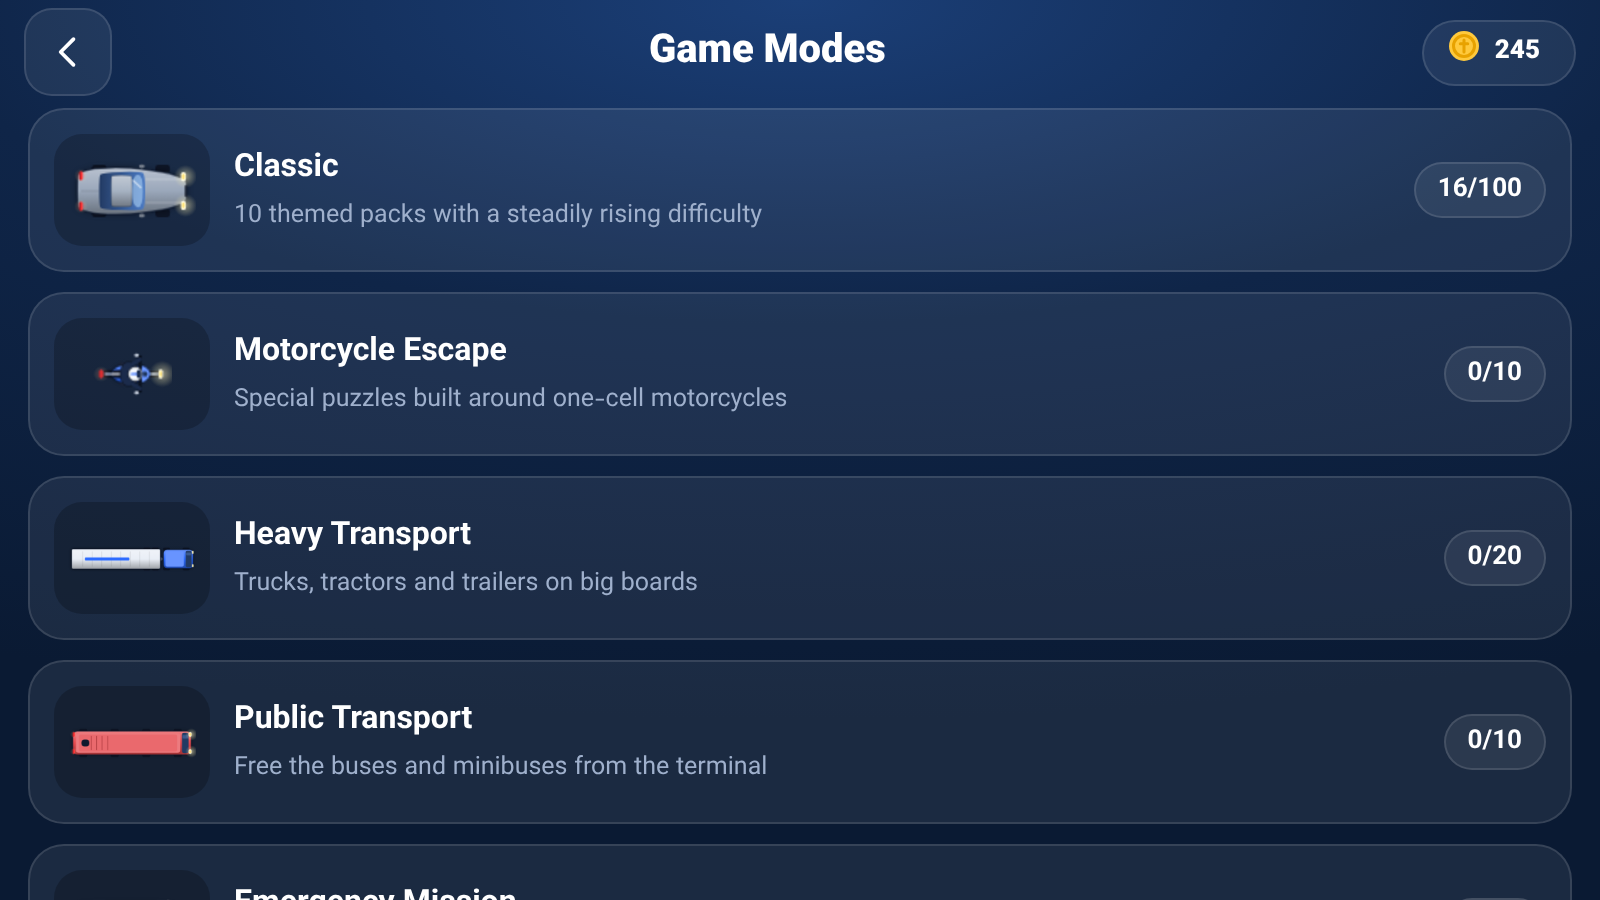 Game Modes
245
Classic
10 themed packs with a steadily rising difficulty
16/100
Motorcycle Escape
Special puzzles built around one-cell motorcycles
0/10
Heavy Transport
Trucks, tractors and trailers on big boards
0/20
Public Transport
Free the buses and minibuses from the terminal
0/10
Emergency Mission